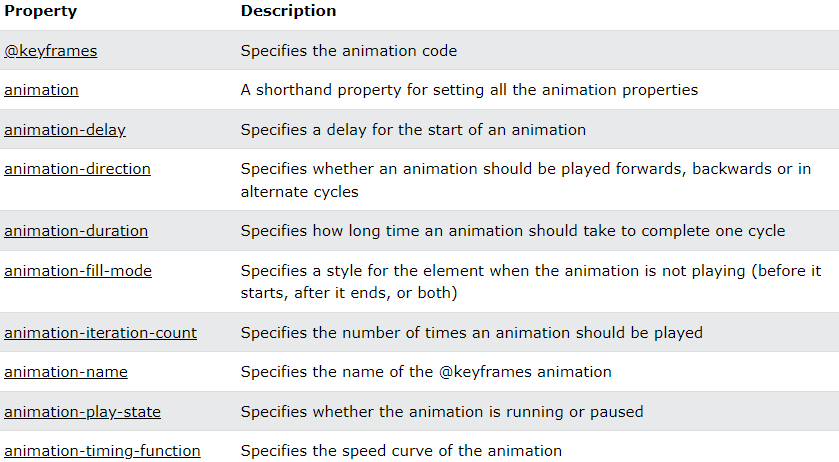 Property Description
@keyframes Specifies the animation code
animation A shorthand property for setting all the animation properties
animation-delay Specifies a delay for the start of an animation
animation-direction Specifies whether an animation should be played forwards, backwards or in
alternate cycles
animation-duration Specifies how long time an animation should take to complete one cycle
animation-fill-mode Specifies a style for the element when the animation is not playing (before it
starts, after it ends, or both)
animation-iteration-count Specifies the number of times an animation should be played
animation-name Specifies the name of the @keyframes animation
animation-play-state Specifies whether the animation is running or paused
animation-timing-function Specifies the speed curve of the animation